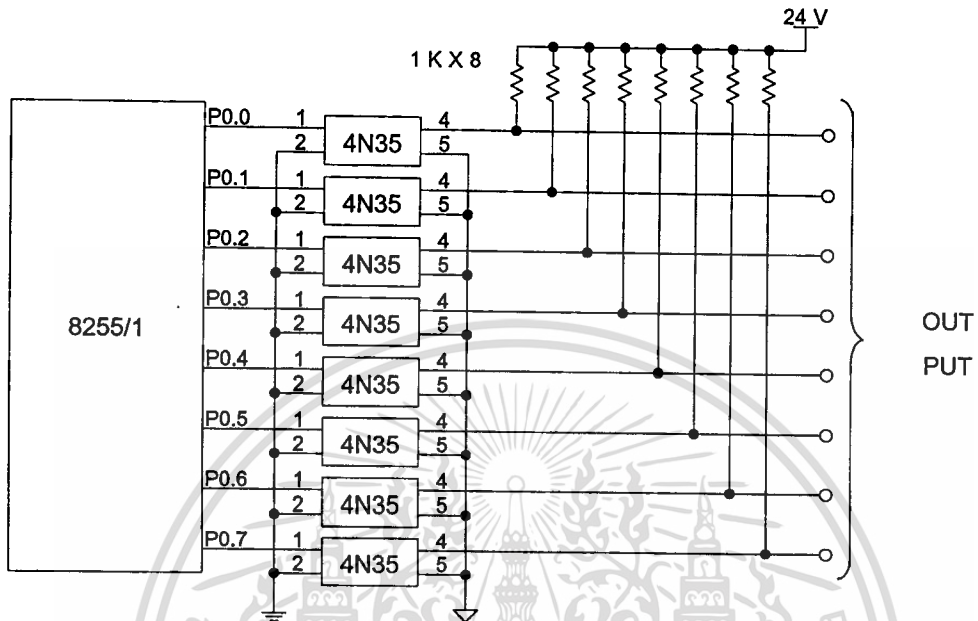 24 V
1 K X 8
P0.0 1 4N35 4
2 5
P0.1 1 4N35 4
2 5
P0.2 1 4N35 4
2 5
P0.3 1 4N35 4
2 5
8255/1
OUT
PUT
P0.4 1 4N35 4
2 5
P0.5 1 4N35 4
2 5
P0.6 1 4N35 4
2 5
P0.7 1 4N35 4
2 5